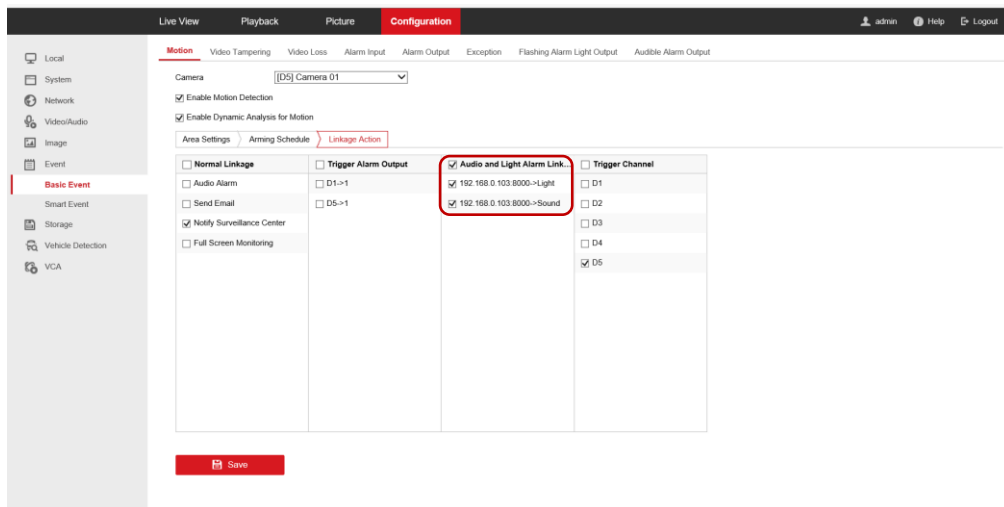 Live View Playback Picture Configuration admin Help Logout
Local
System
Network
Video/Audio
Image
Event
Basic Event
Smart Event
Storage
Vehicle Detection
VCA
Motion Video Tampering Video Loss Alarm Input Alarm Output Exception Flashing Alarm Light Output Audible Alarm Output
Camera [D5] Camera 01
Enable Motion Detection
Enable Dynamic Analysis for Motion
Area Settings Arming Schedule Linkage Action
Normal Linkage Trigger Alarm Output Audio and Light Alarm Link... Trigger Channel
Audio Alarm D1->1 192.168.0.103:8000->Light D1
Send Email D5->1 192.168.0.103:8000->Sound D2
Notify Surveillance Center D3
Full Screen Monitoring D4
D5
Save